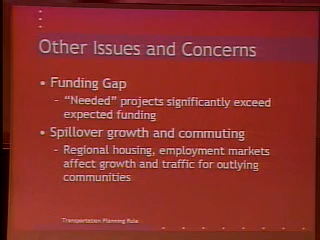 Other Issues and Concerns
• Funding Gap
– "Needed" projects significantly exceed
expected funding
• Spillover growth and commuting
– Regional housing, employment markets
affect growth and traffic for outlying
communities
Transportation Planning Rule